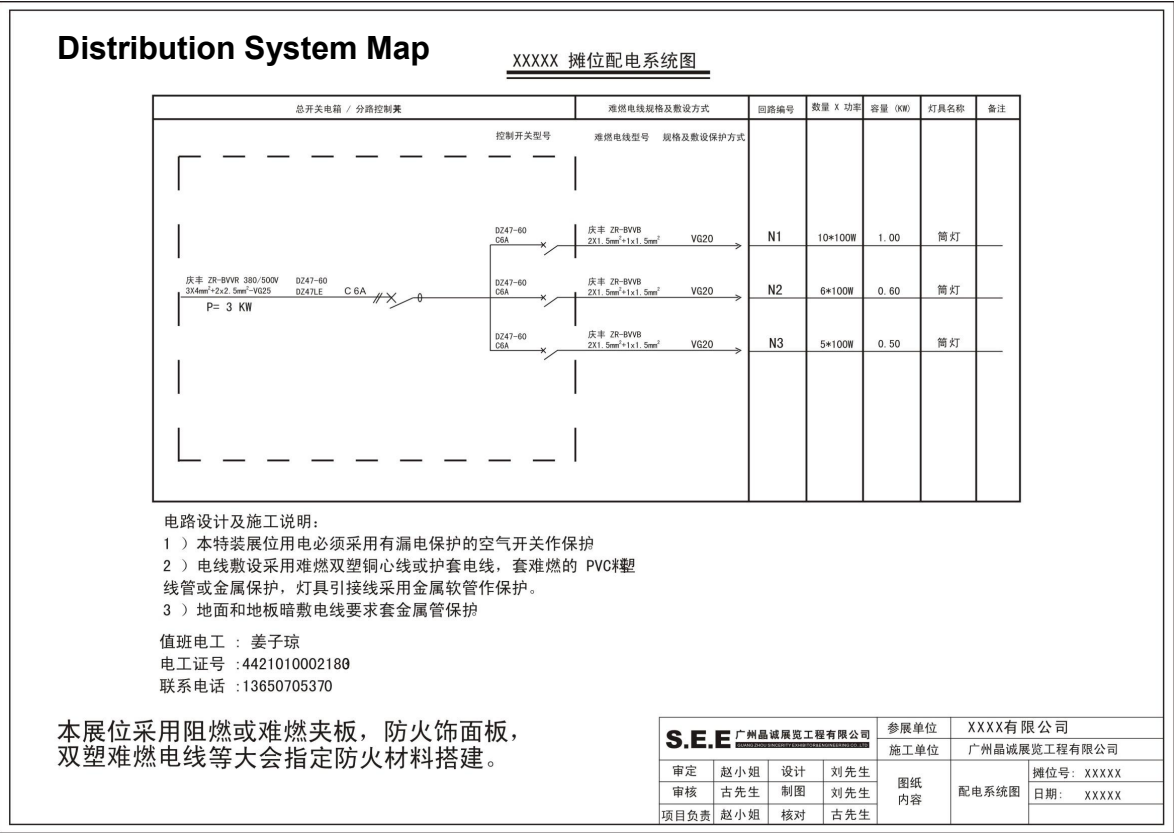 Distribution System Map
XXXXX 摊位配电系统图
总开关电箱 / 分路控制开关
难燃电线规格及敷设方式
回路编号
数量 X 功率
容量 (KW)
灯具名称
备注
控制开关型号
难燃电线型号 规格及敷设保护方式
DZ47-60
C6A
庆丰 ZR-BVVB
2X1.5mm²+1x1.5mm²
VG20
N1
10*100W
1.00
筒灯
庆丰 ZR-BVVR 380/500V
3X4mm²+2x2.5mm²-VG25
P= 3 KW
DZ47-60
DZ47LE
C 6A
DZ47-60
C6A
庆丰 ZR-BVVB
2X1.5mm²+1x1.5mm²
VG20
N2
6*100W
0.60
筒灯
DZ47-60
C6A
庆丰 ZR-BVVB
2X1.5mm²+1x1.5mm²
VG20
N3
5*100W
0.50
筒灯
电路设计及施工说明:
1 ) 本特装展位用电必须采用有漏电保护的空气开关作保护
2 ) 电线敷设采用难燃双塑铜心线或护套电线, 套难燃的 PVC塑料
线管或金属保护, 灯具引接线采用金属软管作保护。
3 ) 地面和地板暗敷电线要求套金属管保护
值班电工 : 姜子琼
电工证号 :4421010002180
联系电话 :13650705370
本展位采用阻燃或难燃夹板, 防火饰面板,
双塑难燃电线等大会指定防火材料搭建。
S.E.E 广州晶诚展览工程有限公司
参展单位 XXXX有限公司
施工单位 广州晶诚展览工程有限公司
审定 赵小姐 设计 刘先生
审核 古先生 制图 刘先生
项目负责 赵小姐 核对 古先生
图纸
内容
配电系统图
摊位号: XXXXX
日期: XXXXX